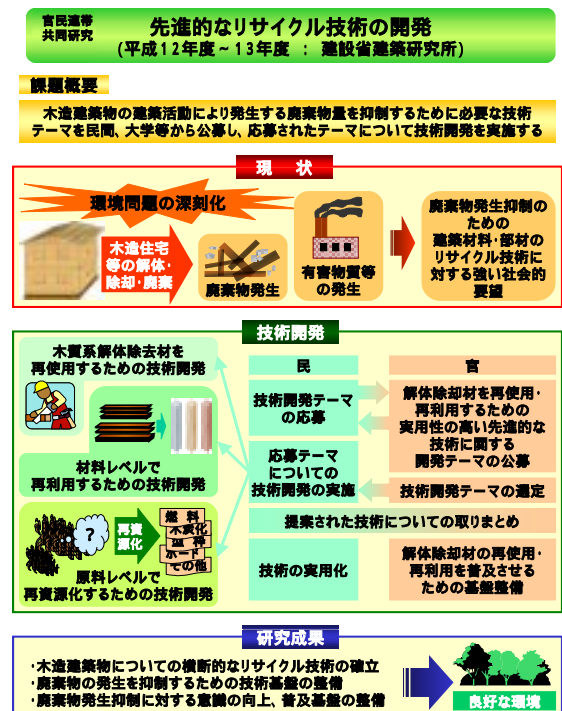 官民連帯
共同研究
先進的なリサイクル技術の開発
(平成12年度～13年度 : 建設省建築研究所)
課題概要
木造建築物の建築活動により発生する廃棄物量を抑制するために必要な技術
テーマを民間、大学等から公募し、応募されたテーマについて技術開発を実施する
現 状
環境問題の深刻化
木造住宅
等の解体・
除却・廃棄
廃棄物発生
有害物質等
の発生
廃棄物発生抑制の
ための
建築材料・部材の
リサイクル技術に
対する強い社会的
要望
技術開発
木質系解体除去材を
再使用するための技術開発
材料レベルで
再利用するための技術開発
?
再資
源化
燃 料
木炭化
ボード
その他
原料レベルで
再資源化するための技術開発
民
官
技術開発テーマ
の応募
解体除却材を再使用・
再利用するための
実用性の高い先進的な
技術に関する
開発テーマの公募
応募テーマ
についての
技術開発の実施
技術開発テーマの選定
提案された技術についての取りまとめ
技術の実用化
解体除却材の再使用・
再利用を普及させる
ための基盤整備
研究成果
・木造建築物についての横断的なリサイクル技術の確立
・廃棄物の発生を抑制するための技術基盤の整備
・廃棄物発生抑制に対する意識の向上、普及基盤の整備
良好な環境